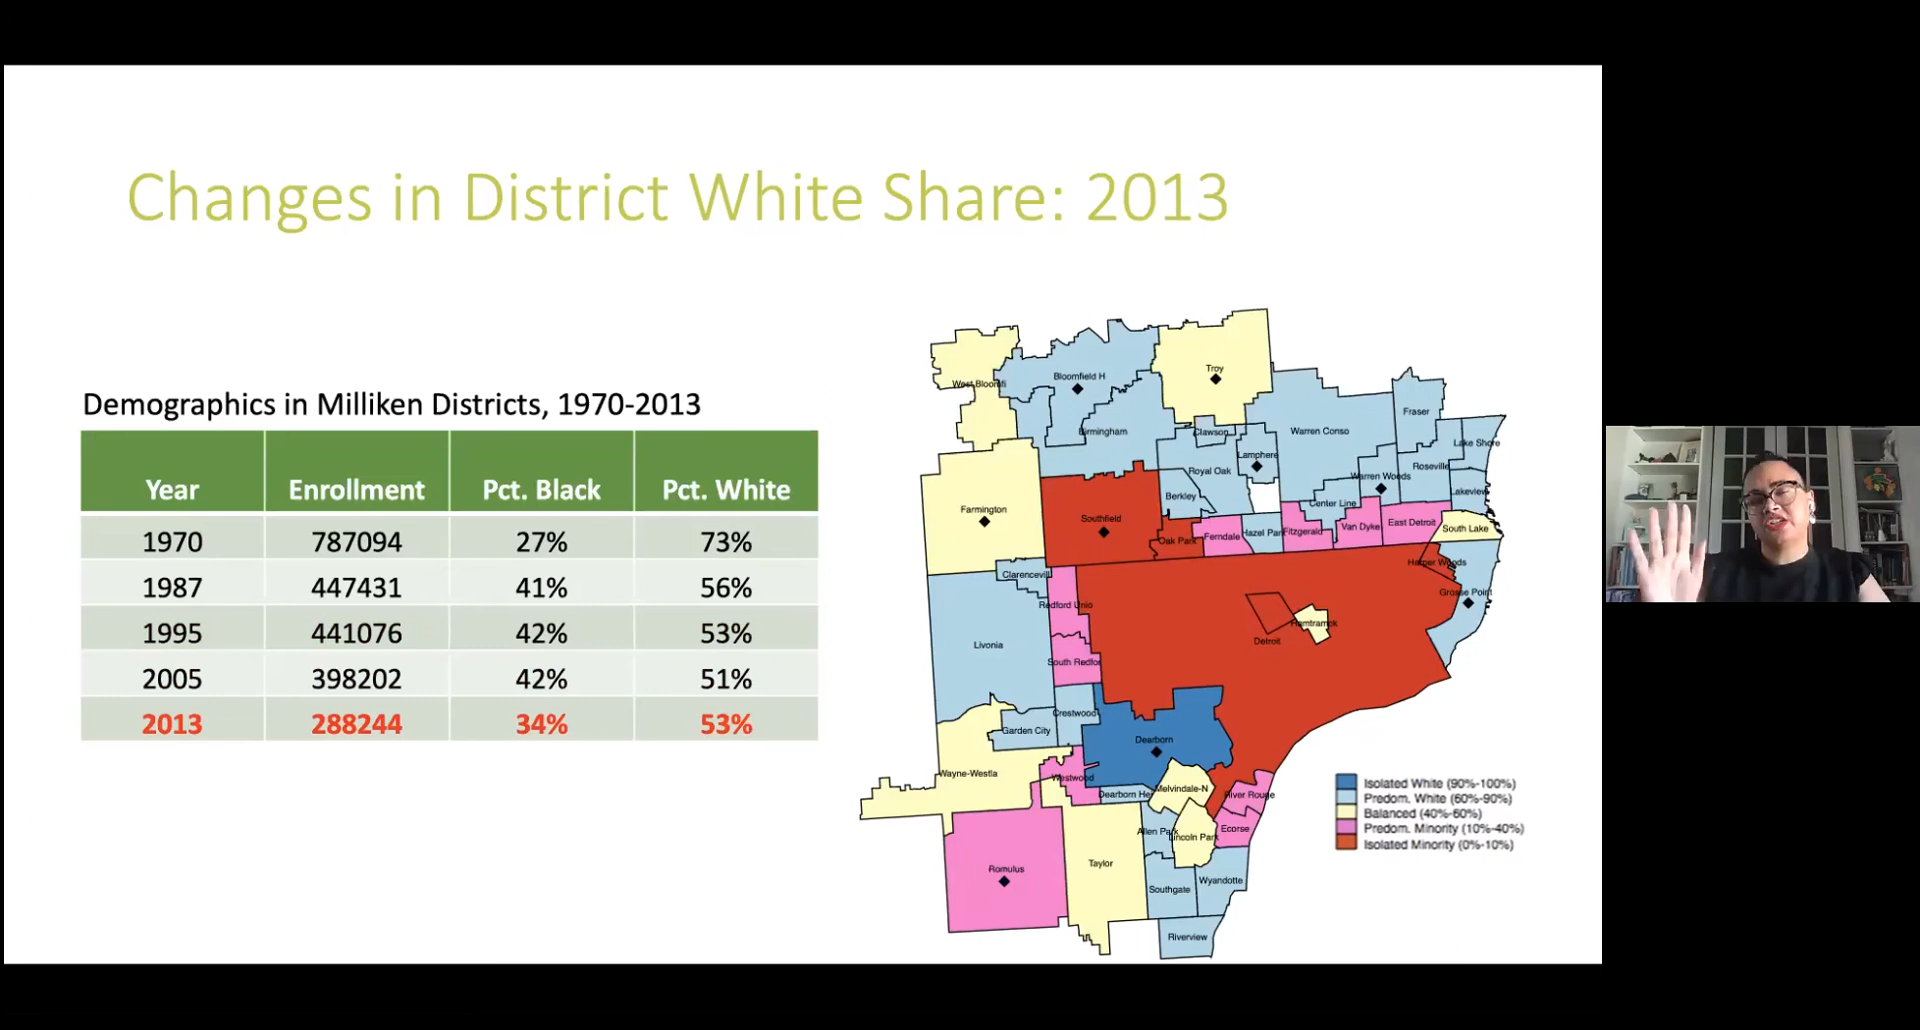 Changes in District White Share: 2013
Demographics in Milliken Districts, 1970-2013
Year Enrollment Pct. Black Pct. White
1970 787094 27% 73%
1987 447431 41% 56%
1995 441076 42% 53%
2005 398202 42% 51%
2013 288244 34% 53%
West Bloomfi
Bloomfield H
Troy
Birmingham
Clawson
Lamphere
Warren Conso
Fraser
Lake Shore
Royal Oak
Berkley
Warren Woods
Roseville
Lakeview
Center Line
Farmington
Southfield
Oak Park
Ferndale
Hazel Par
Fitzgerald
Van Dyke
East Detroit
South Lake
Harper Woods
Grosse Point
Clarencevill
Redford Unio
Livonia
South Redfor
Hamtramck
Detroit
Crestwood
Garden City
Dearborn
Wayne-Westla
Westwood
Dearborn He
Melvindale-N
River Rouge
Allen Park
Lincoln Park
Ecorse
Romulus
Taylor
Southgate
Wyandotte
Riverview
Isolated White (90%-100%)
Predom. White (60%-90%)
Balanced (40%-60%)
Predom. Minority (10%-40%)
Isolated Minority (0%-10%)